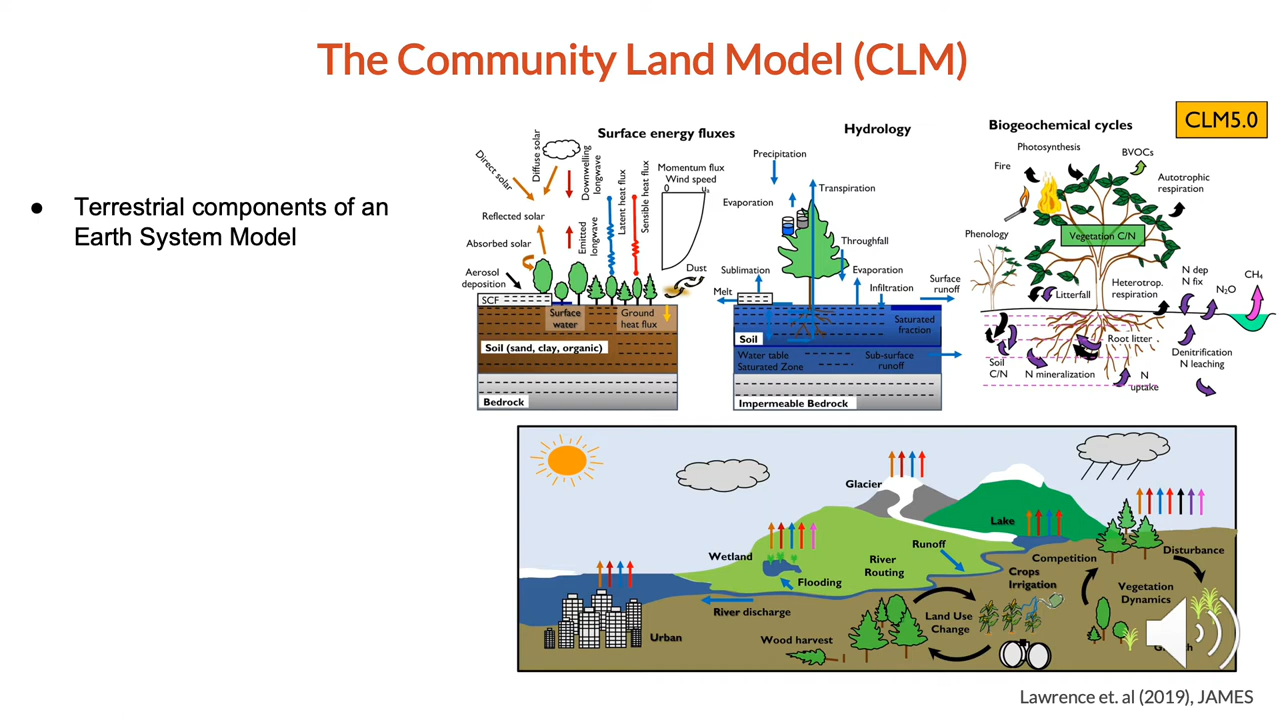 The Community Land Model (CLM)
CLM5.0
● Terrestrial components of an
Earth System Model
Surface energy fluxes
Direct solar
Diffuse solar
Downwelling
longwave
Reflected solar
Absorbed solar
Emitted
longwave
Latent heat flux
Sensible heat flux
Momentum flux
Wind speed
0
Dust
Aerosol
deposition
SCF
Surface
water
Ground
heat flux
Soil (sand, clay, organic)
Bedrock
Hydrology
Precipitation
Transpiration
Evaporation
Throughfall
Sublimation
Evaporation
Melt
Infiltration
Surface
runoff
Saturated
fraction
Soil
Water table
Saturated Zone
Sub-surface
runoff
Impermeable Bedrock
Biogeochemical cycles
Photosynthesis
BVOCs
Fire
Autotrophic
respiration
Phenology
Vegetation C/N
Heterotrop.
respiration
Litterfall
N dep
N fix
N₂O
CH₄
Root litter
Soil
C/N
N mineralization
N
uptake
Denitrification
N leaching
Glacier
Lake
Wetland
River
Routing
Runoff
Competition
Disturbance
Flooding
Crops
Irrigation
Vegetation
Dynamics
River discharge
Land Use
Change
Urban
Wood harvest
Lawrence et. al (2019), JAMES